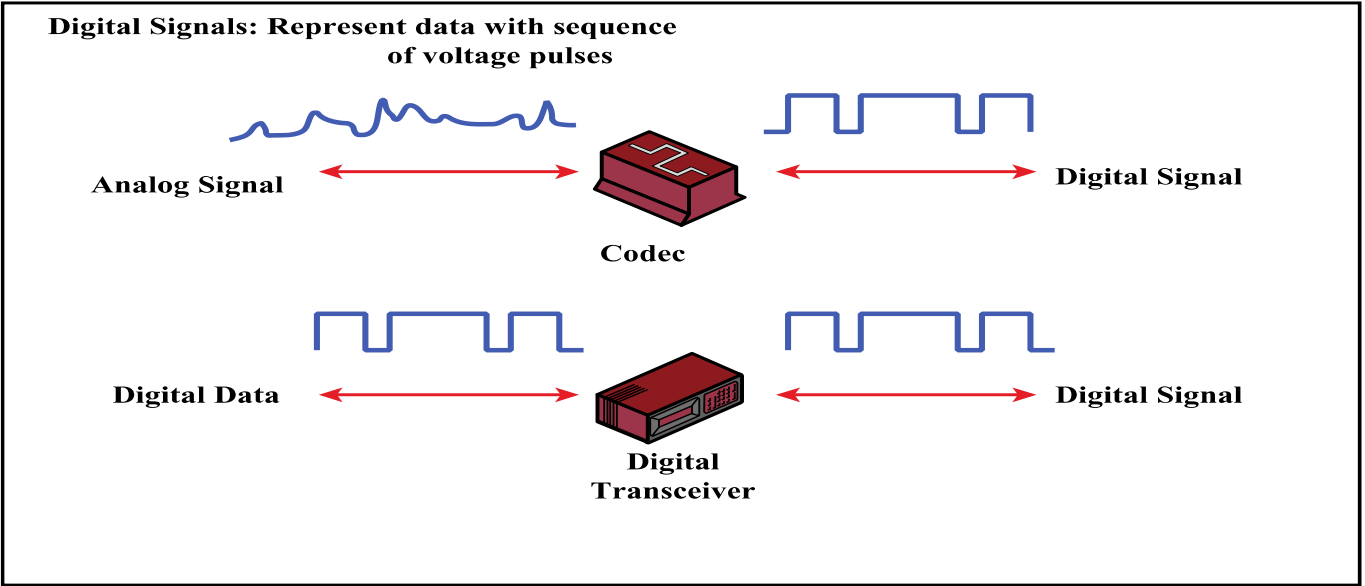 Digital Signals: Represent data with sequence
of voltage pulses
Analog Signal
Digital Signal
Codec
Digital Data
Digital Signal
Digital
Transceiver